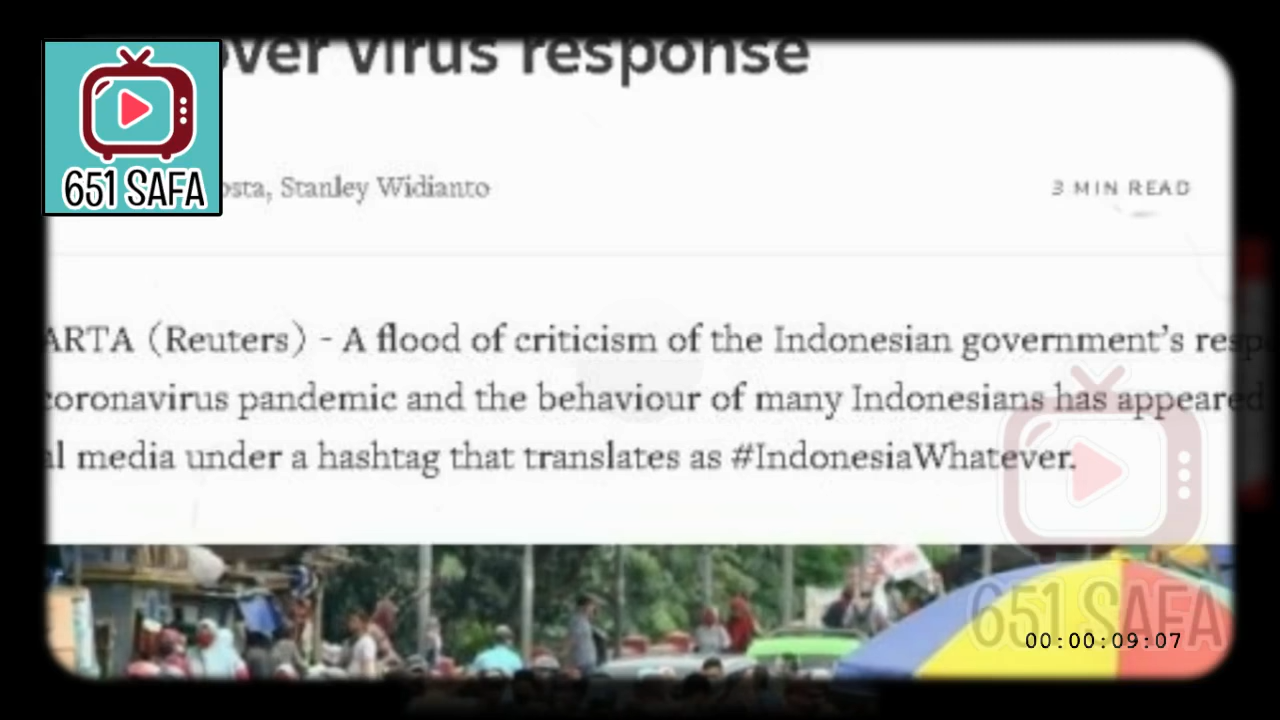 over virus response
651 SAFA
osta, Stanley Widianto
3 MIN READ
ARTA (Reuters) - A flood of criticism of the Indonesian government's resp
coronavirus pandemic and the behaviour of many Indonesians has appeared
al media under a hashtag that translates as #IndonesiaWhatever.
651 SAFA
00:00:09:07